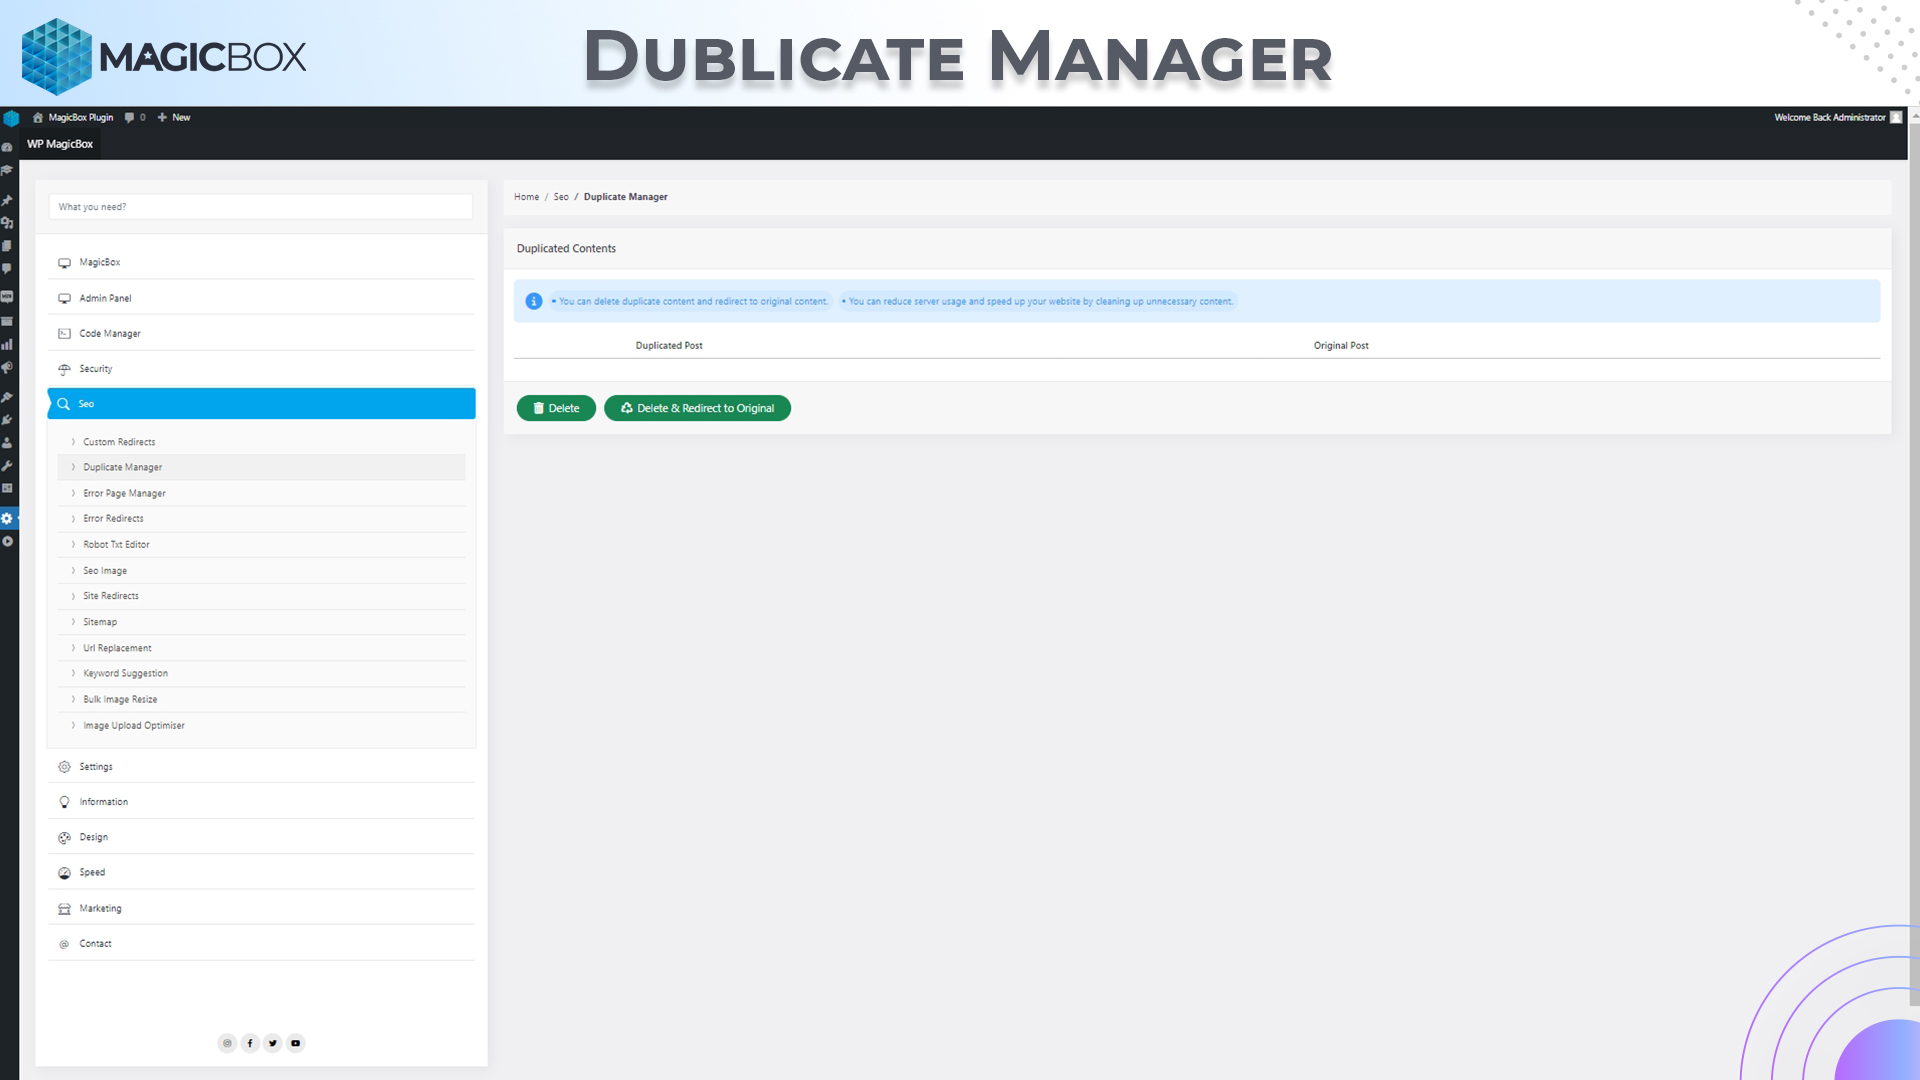 MAGICBOX
DUBLICATE MANAGER
MagicBox Plugin 0 New
Welcome Back Administrator
WP MagicBox
What you need?
MagicBox
Admin Panel
Code Manager
Security
Seo
Custom Redirects
Duplicate Manager
Error Page Manager
Error Redirects
Robot Txt Editor
Seo Image
Site Redirects
Sitemap
Url Replacement
Keyword Suggestion
Bulk Image Resize
Image Upload Optimiser
Settings
Information
Design
Speed
Marketing
Contact
Home / Seo / Duplicate Manager
Duplicated Contents
• You can delete duplicate content and redirect to original content. • You can reduce server usage and speed up your website by cleaning up unnecessary content.
Duplicated Post Original Post
Delete Delete & Redirect to Original